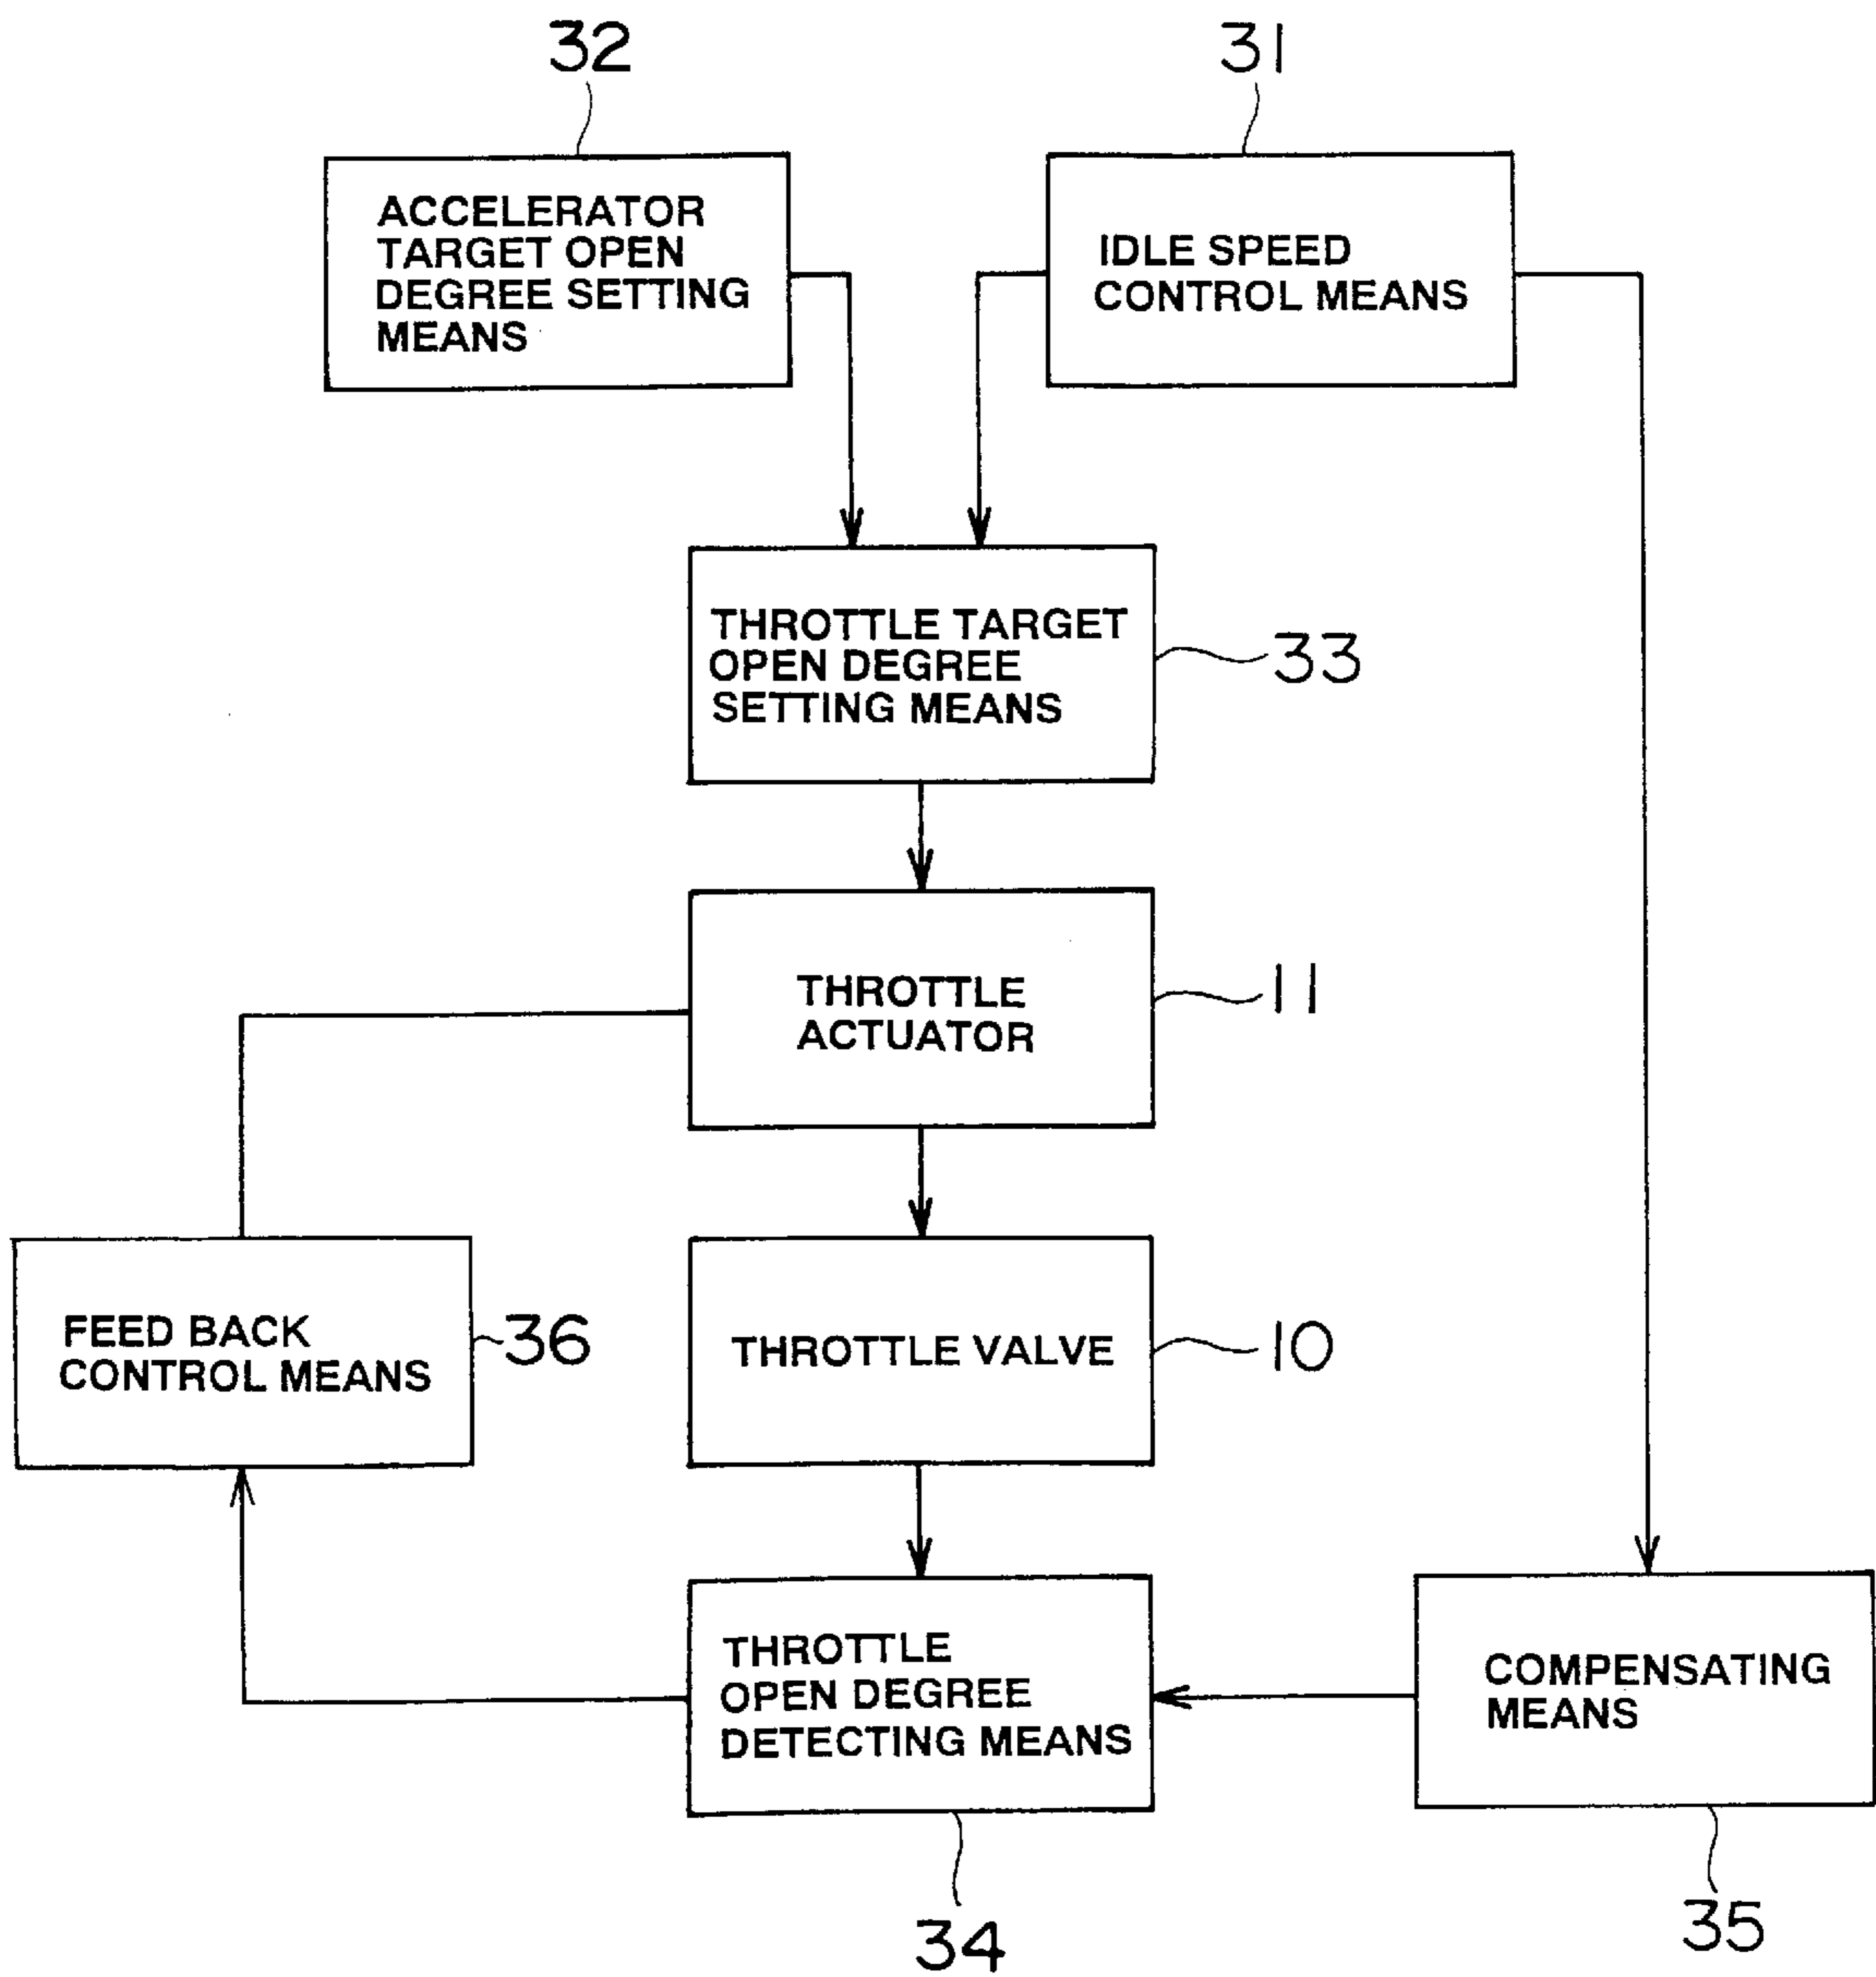 32
31
ACCELERATOR
TARGET OPEN
DEGREE SETTING
MEANS
IDLE SPEED
CONTROL MEANS
THROTTLE TARGET
OPEN DEGREE
SETTING MEANS
33
THROTTLE
ACTUATOR
11
FEED BACK
CONTROL MEANS
36
THROTTLE VALVE
10
THROTTLE
OPEN DEGREE
DETECTING MEANS
COMPENSATING
MEANS
34
35